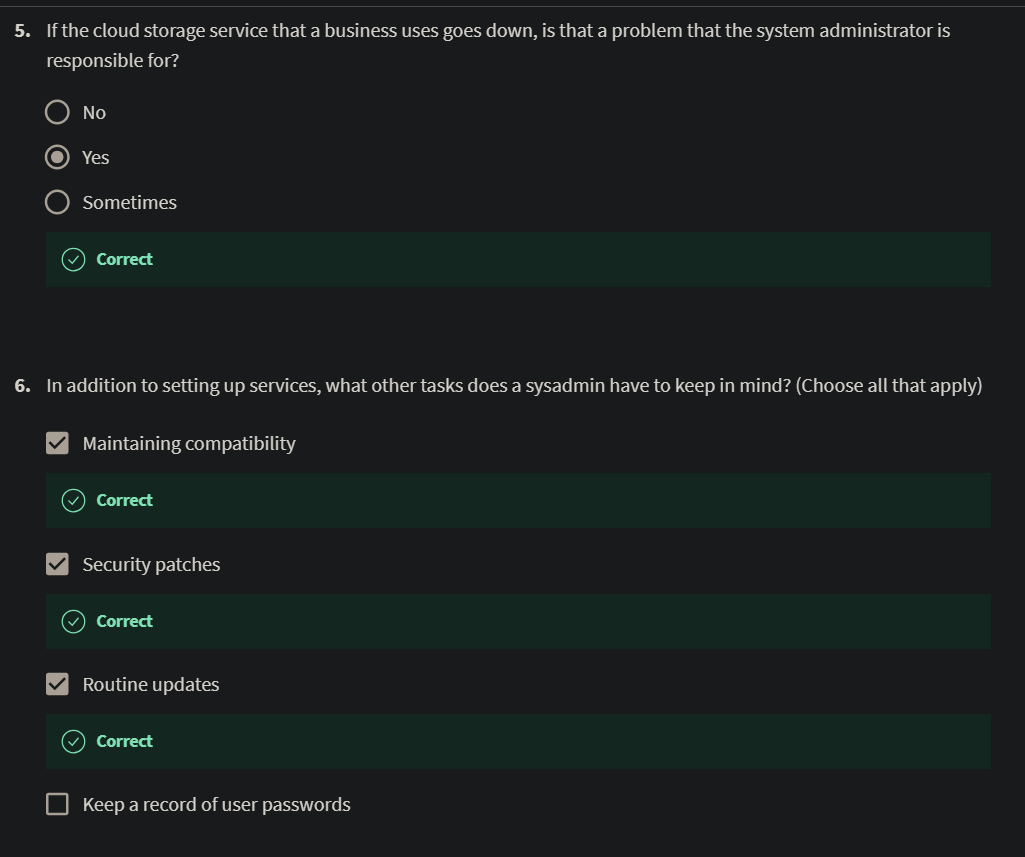 5. If the cloud storage service that a business uses goes down, is that a problem that the system administrator is
responsible for?
No
Yes
Sometimes
Correct
6. In addition to setting up services, what other tasks does a sysadmin have to keep in mind? (Choose all that apply)
Maintaining compatibility
Correct
Security patches
Correct
Routine updates
Correct
Keep a record of user passwords